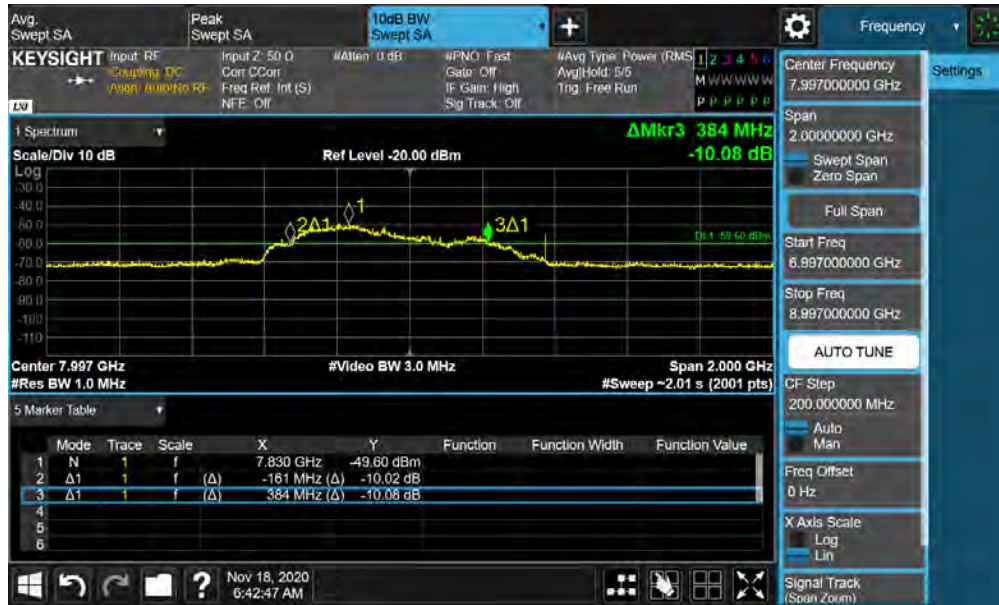 Avg.
Swept SA
Peak
Swept SA
10dB BW
Swept SA
Frequency
KEYSIGHT
Input: RF
Coupling: DC
Align: Auto/No RF
Input Z: 50 Ω
Corr CCorr
Freq Ref: Int (S)
NFE: Off
#Atten: 0 dB
#PNO: Fast
Gate: Off
IF Gain: High
Sig Track: Off
#Avg Type: Power (RMS
Avg|Hold: 5/5
Trig: Free Run
1 2 3 4 5 6
M W W W W W
P P P P P P
LXI
1 Spectrum
Scale/Div 10 dB
Ref Level -20.00 dBm
ΔMkr3 384 MHz
-10.08 dB
Log
-30.0
-40.0
-50.0
-60.0
-70.0
-80.0
-90.0
-100
-110
1
2Δ1
3Δ1
DL1 -59.60 dBm
Center 7.997 GHz
#Video BW 3.0 MHz
Span 2.000 GHz
#Res BW 1.0 MHz
#Sweep ~2.01 s (2001 pts)
5 Marker Table
Mode Trace Scale X Y Function Function Width Function Value
1 N 1 f 7.830 GHz -49.60 dBm
2 Δ1 1 f (Δ) -161 MHz (Δ) -10.02 dB
3 Δ1 1 f (Δ) 384 MHz (Δ) -10.08 dB
4
5
6
?
Nov 18, 2020
6:42:47 AM
Settings
Center Frequency
7.997000000 GHz
Span
2.00000000 GHz
Swept Span
Zero Span
Full Span
Start Freq
6.997000000 GHz
Stop Freq
8.997000000 GHz
AUTO TUNE
CF Step
200.000000 MHz
Auto
Man
Freq Offset
0 Hz
X Axis Scale
Log
Lin
Signal Track
(Span Zoom)